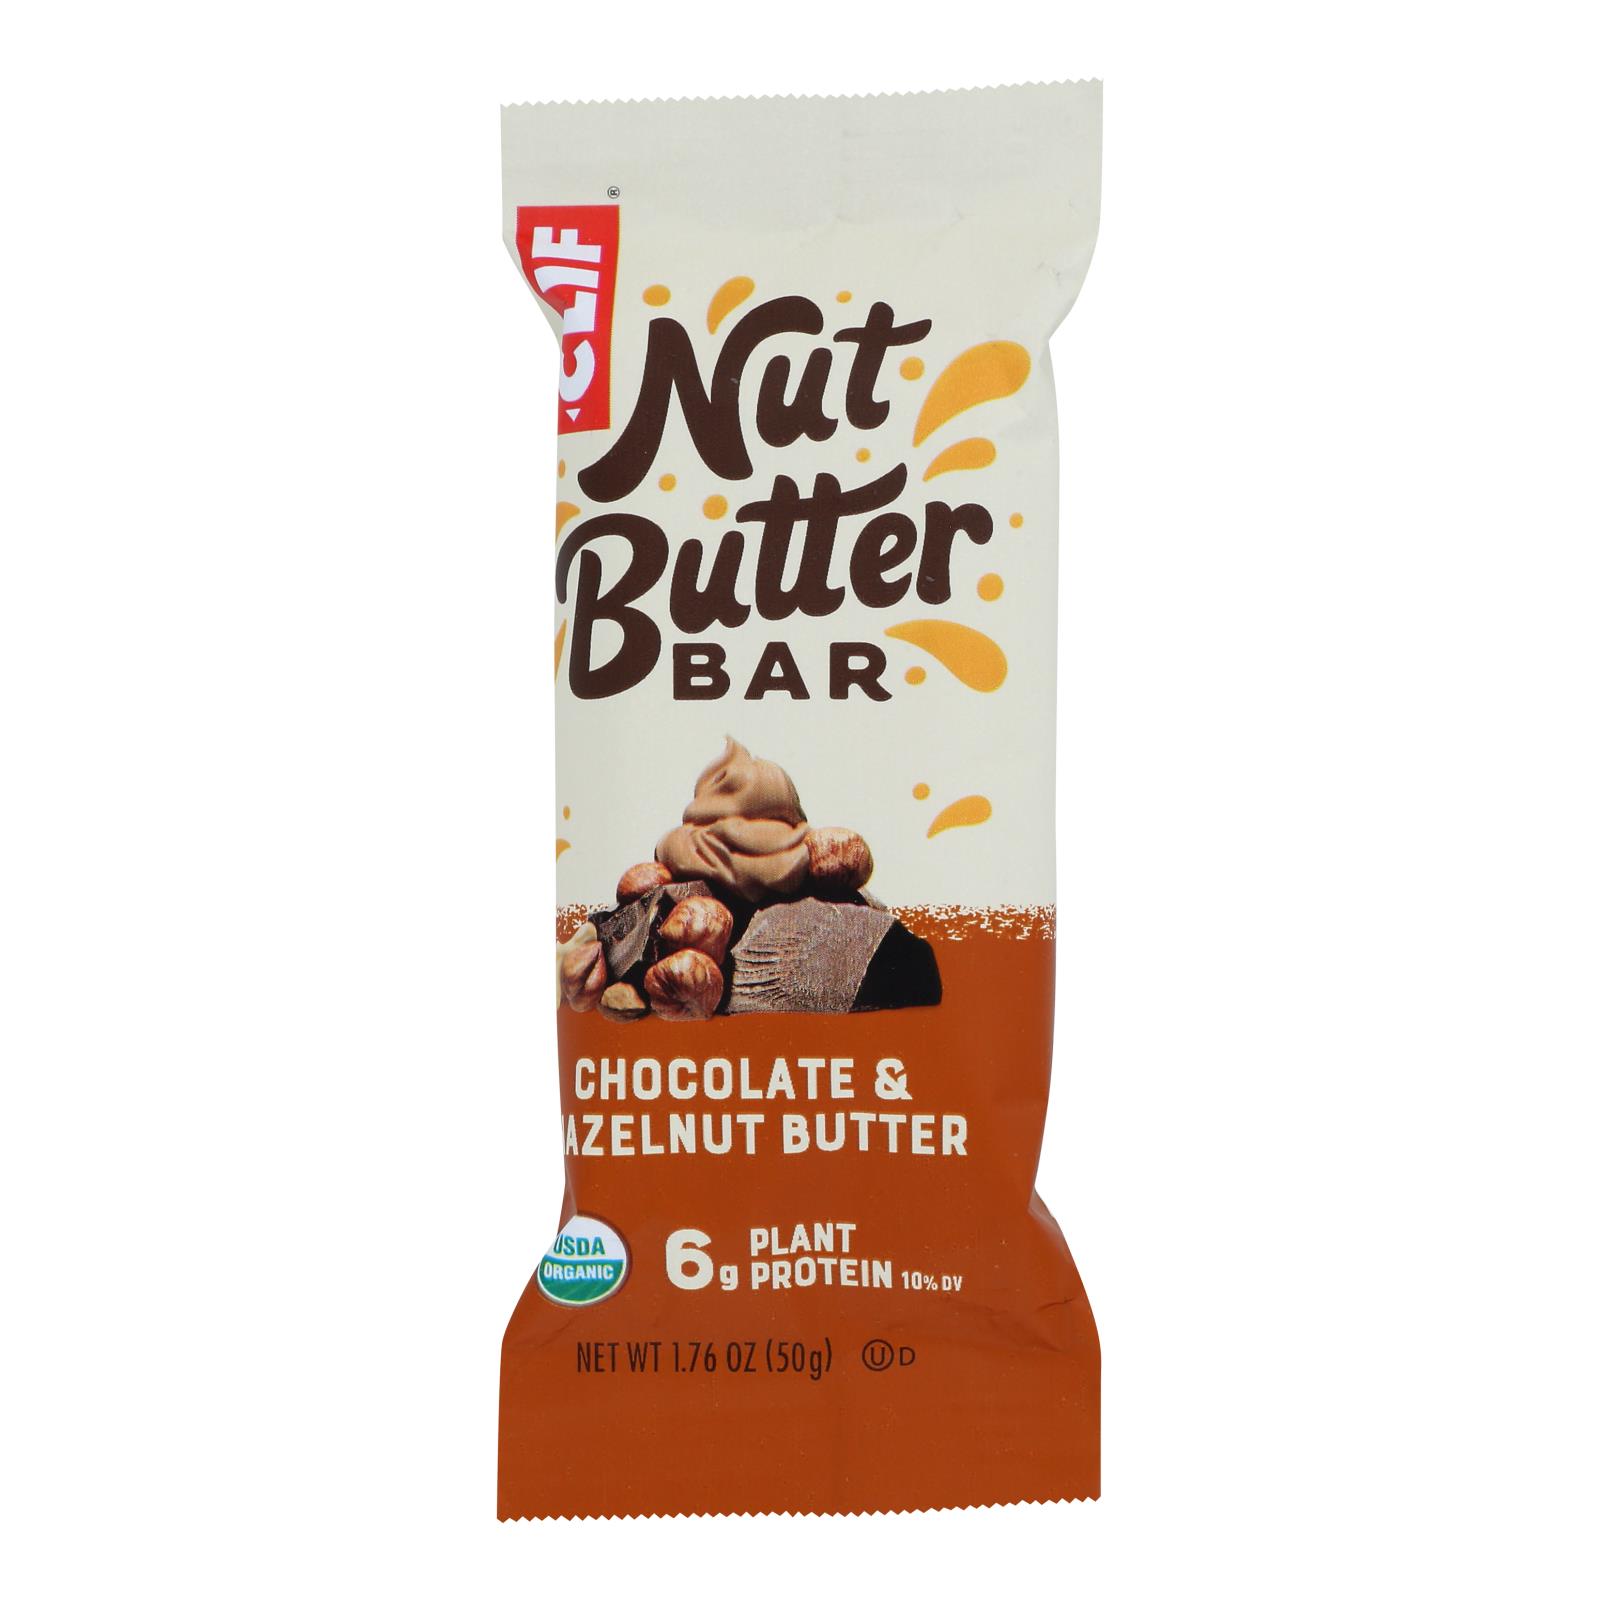 CLIF®
Nut
Butter
BAR
CHOCOLATE &
HAZELNUT BUTTER
USDA
ORGANIC
6g PLANT
PROTEIN 10% DV
NET WT 1.76 OZ (50g) Ⓤ D